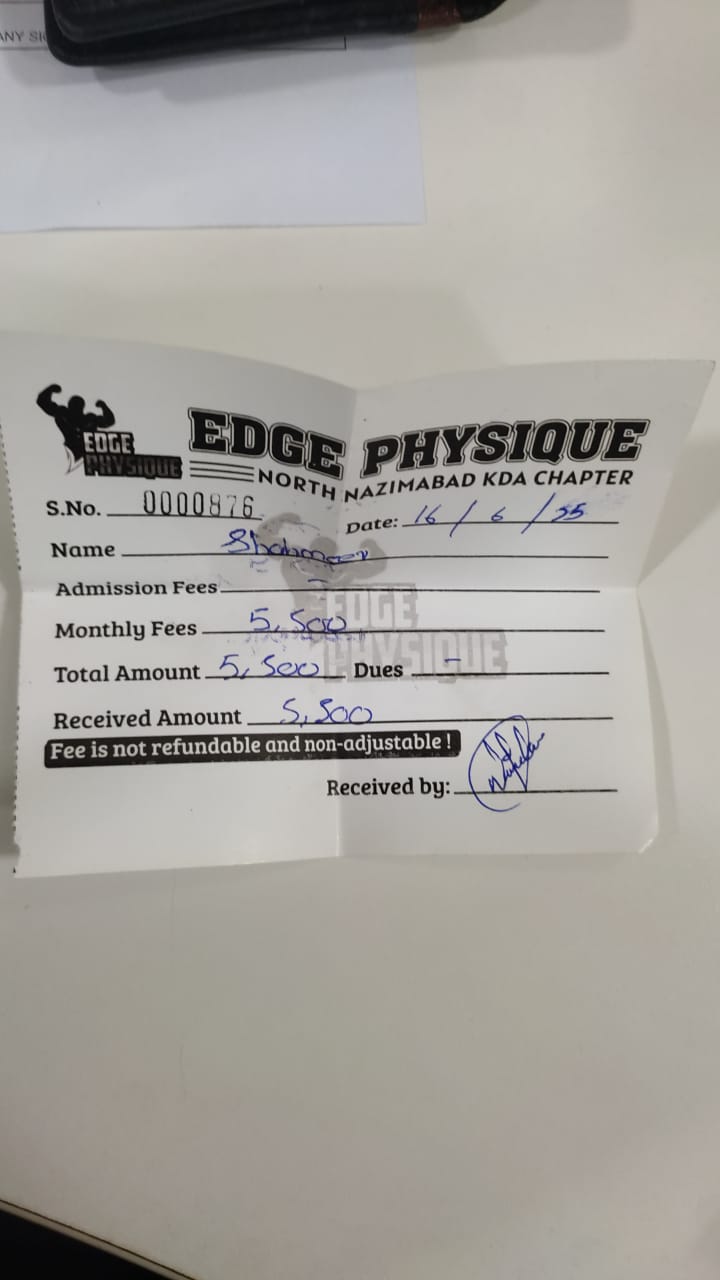 ANY
EDGE
PHYSIQUE
EDGE PHYSIQUE
NORTH NAZIMABAD KDA CHAPTER
S.No. 0000876
Date: 16 / 6 / 25
Name Shahmeer
Admission Fees -
Monthly Fees 5,500
EDGE
PHYSIQUE
Total Amount 5,500 Dues -
Received Amount 5,500
Fee is not refundable and non-adjustable !
Received by: